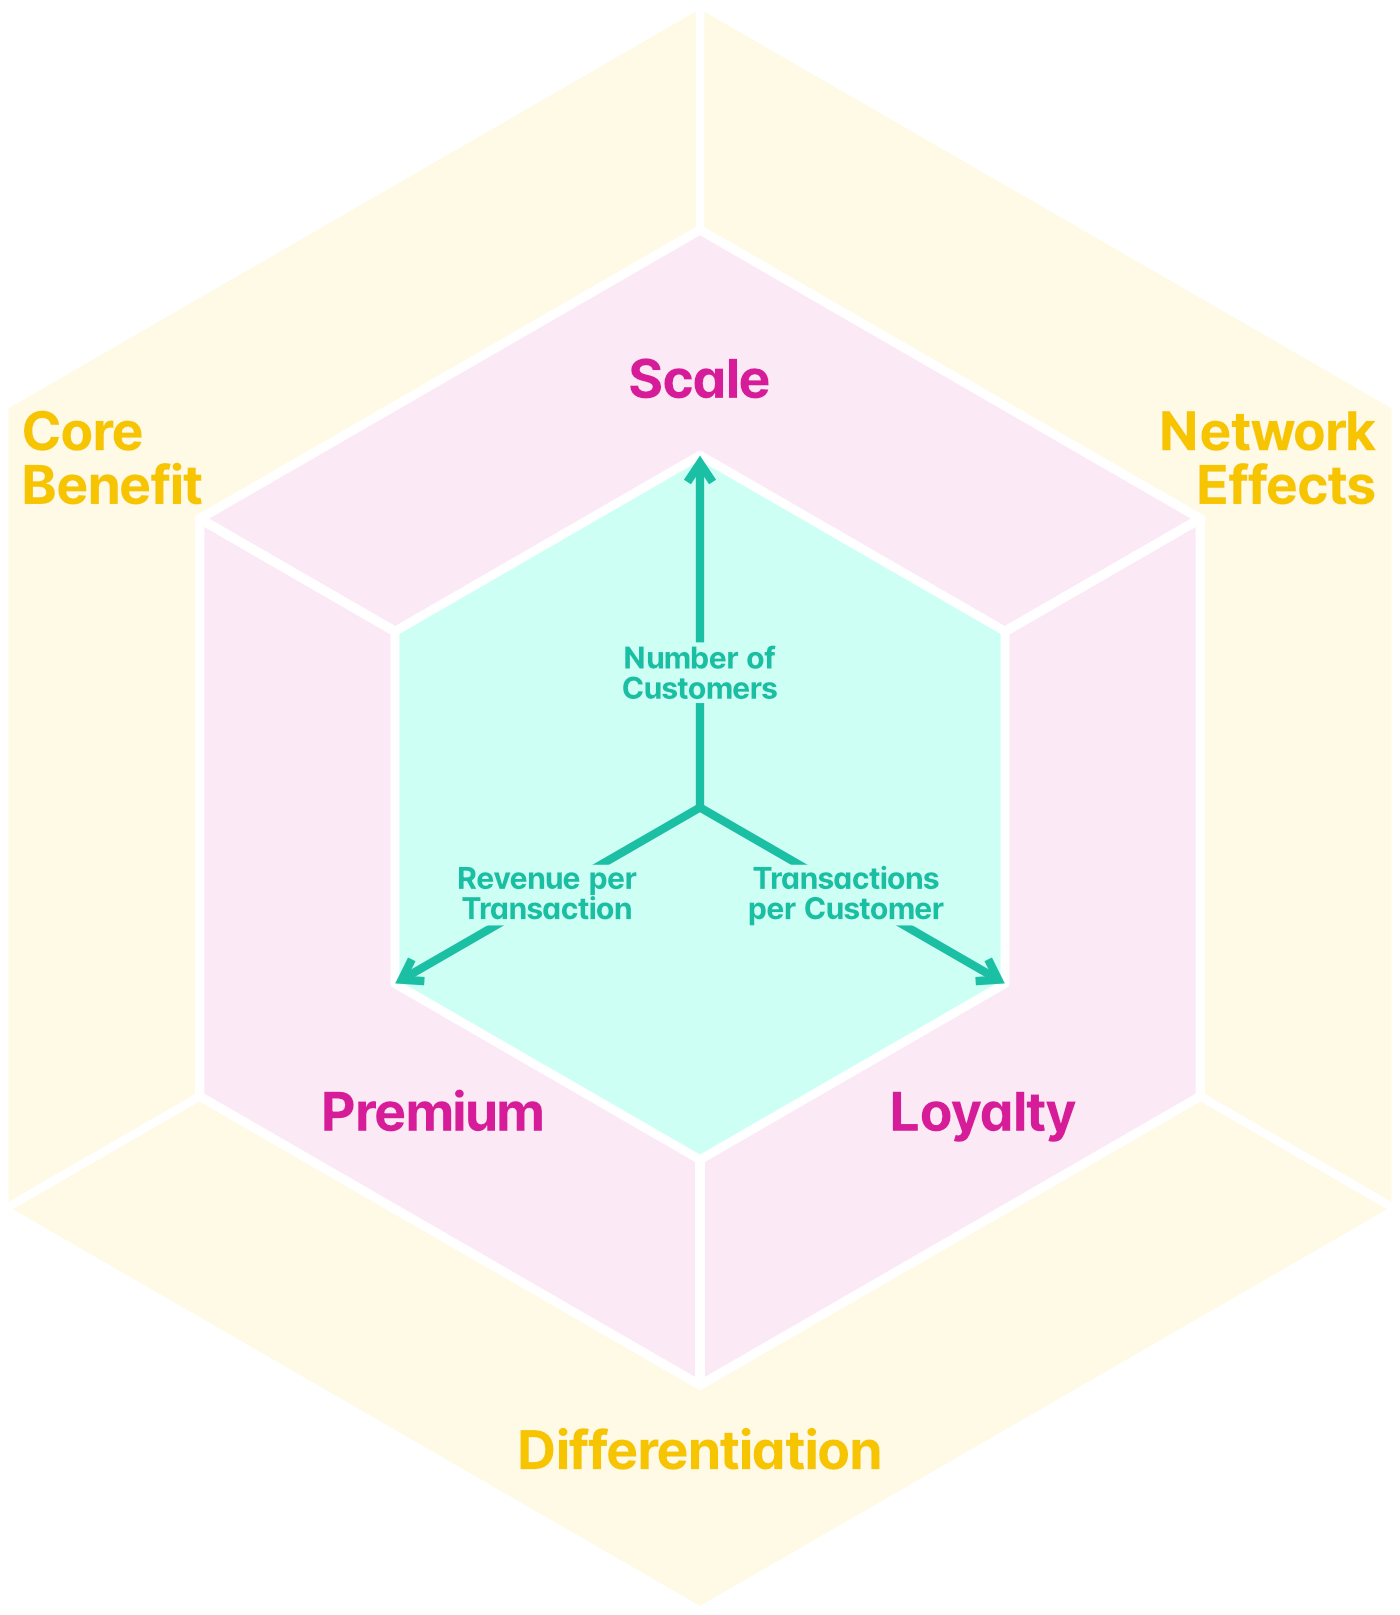 Scale
Core
Benefit
Network
Effects
Number of
Customers
Revenue per
Transaction
Transactions
per Customer
Premium
Loyalty
Differentiation